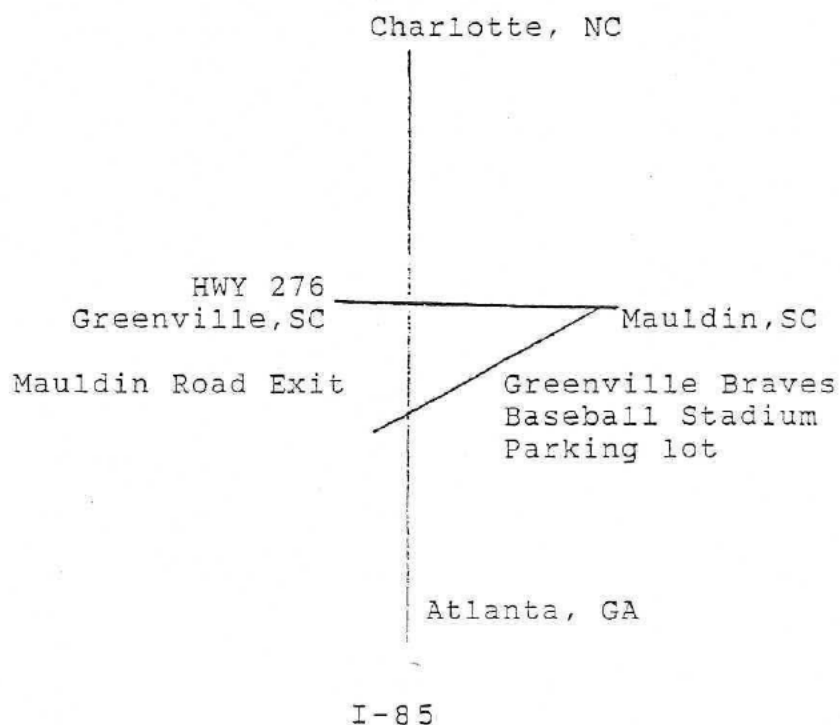 Charlotte, NC
HWY 276
Greenville,SC
Mauldin,SC
Mauldin Road Exit
Greenville Braves
Baseball Stadium
Parking lot
Atlanta, GA
I-85